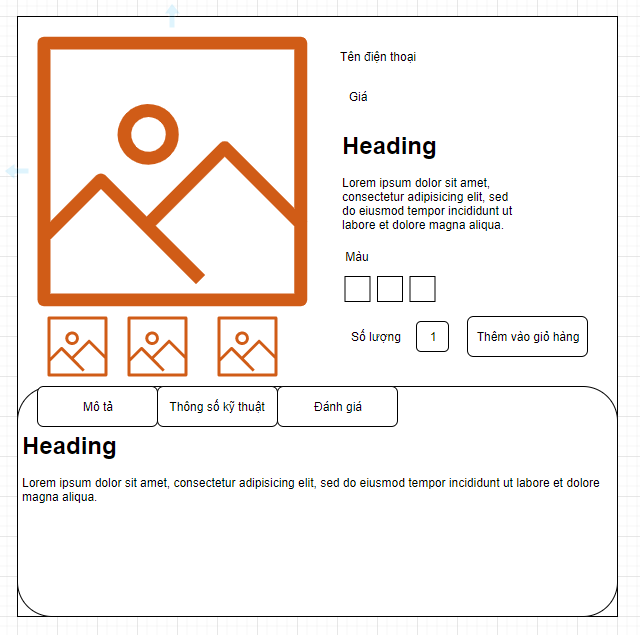 Tên điện thoại
Giá
Heading
Lorem ipsum dolor sit amet,
consectetur adipisicing elit, sed
do eiusmod tempor incididunt ut
labore et dolore magna aliqua.
Màu
Số lượng 1 Thêm vào giỏ hàng
Mô tả Thông số kỹ thuật Đánh giá
Heading
Lorem ipsum dolor sit amet, consectetur adipisicing elit, sed do eiusmod tempor incididunt ut labore et dolore
magna aliqua.